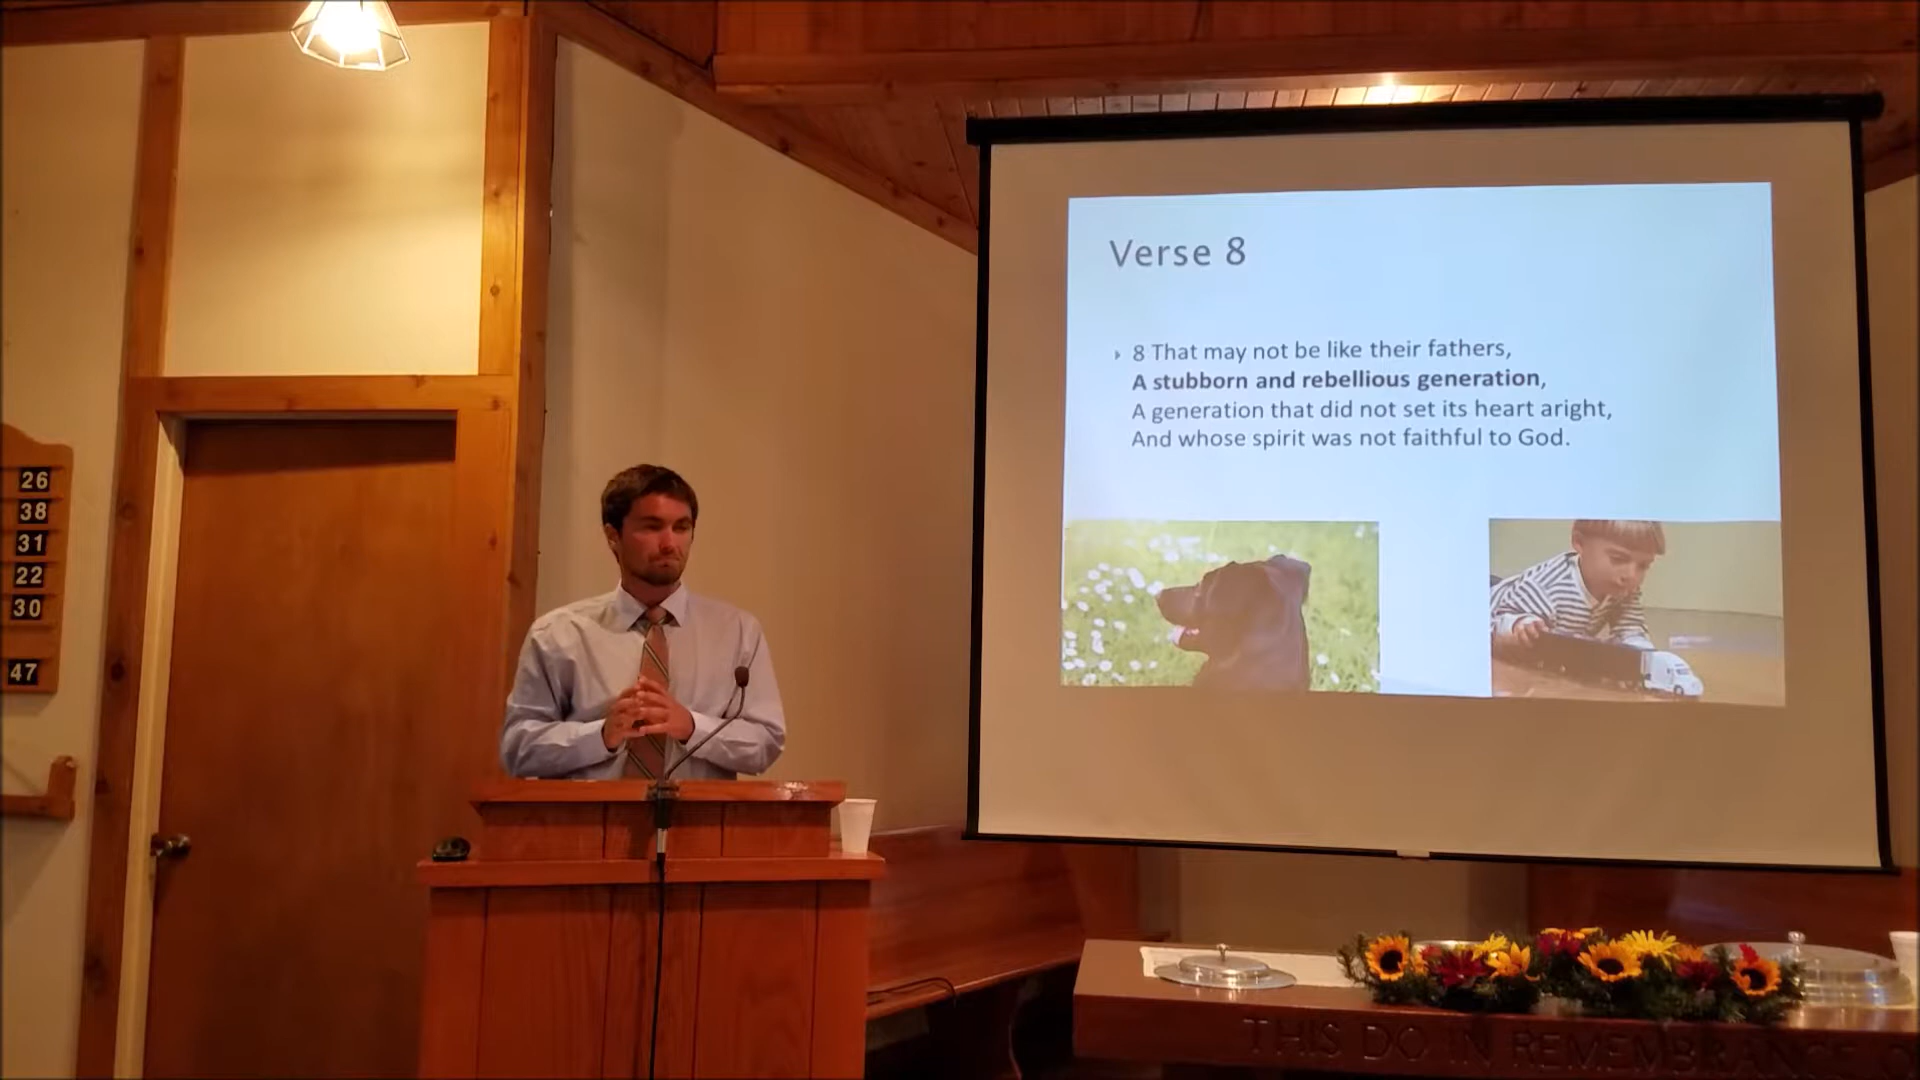 26
38
31
22
30
47
Verse 8
8 That may not be like their fathers,
A stubborn and rebellious generation,
A generation that did not set its heart aright,
And whose spirit was not faithful to God.
THIS DO IN REMEMBRANCE O